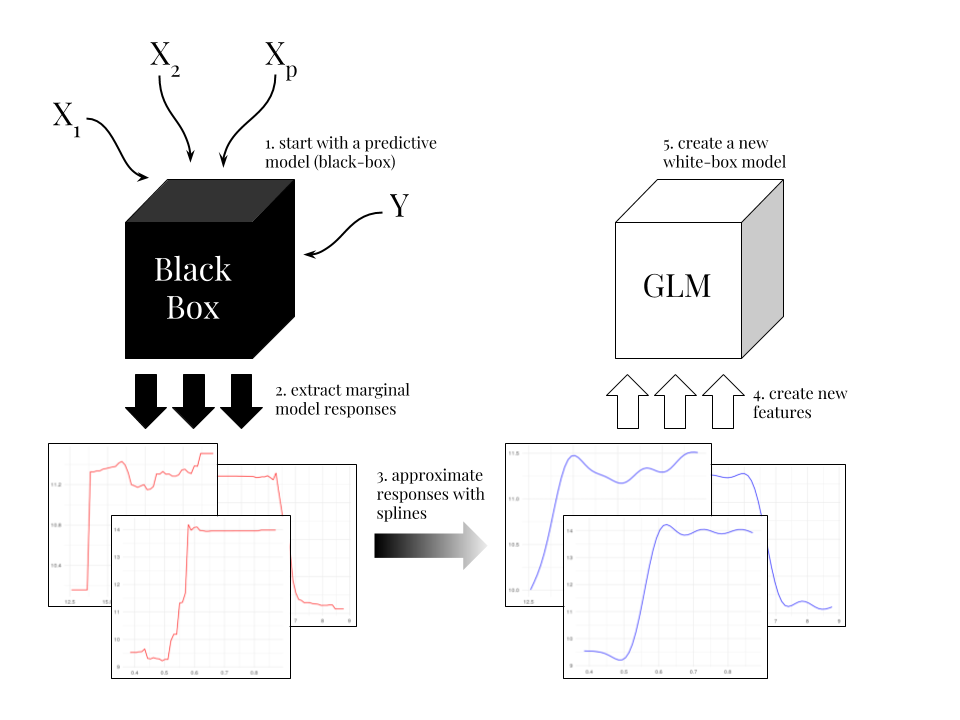 X1
X2
Xp
1. start with a predictive
model (black-box)
Y
Black
Box
2. extract marginal
model responses
3. approximate
responses with
splines
4. create new
features
5. create a new
white-box model
GLM
11.2
10.8
10.4
12.5
7
8
9
14
13
12
11
10
9
0.4
0.5
0.6
0.7
0.8
11.5
11.0
10.5
10.0
12.5
7
8
9
14
13
12
11
10
9
0.4
0.5
0.6
0.7
0.8